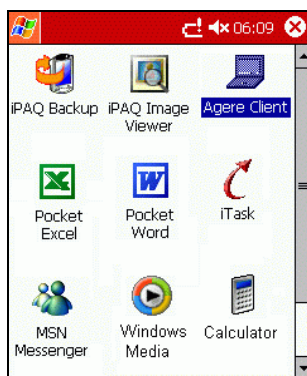 06:09
iPAQ Backup iPAQ Image Viewer Agere Client
Pocket Excel Pocket Word iTask
MSN Messenger Windows Media Calculator